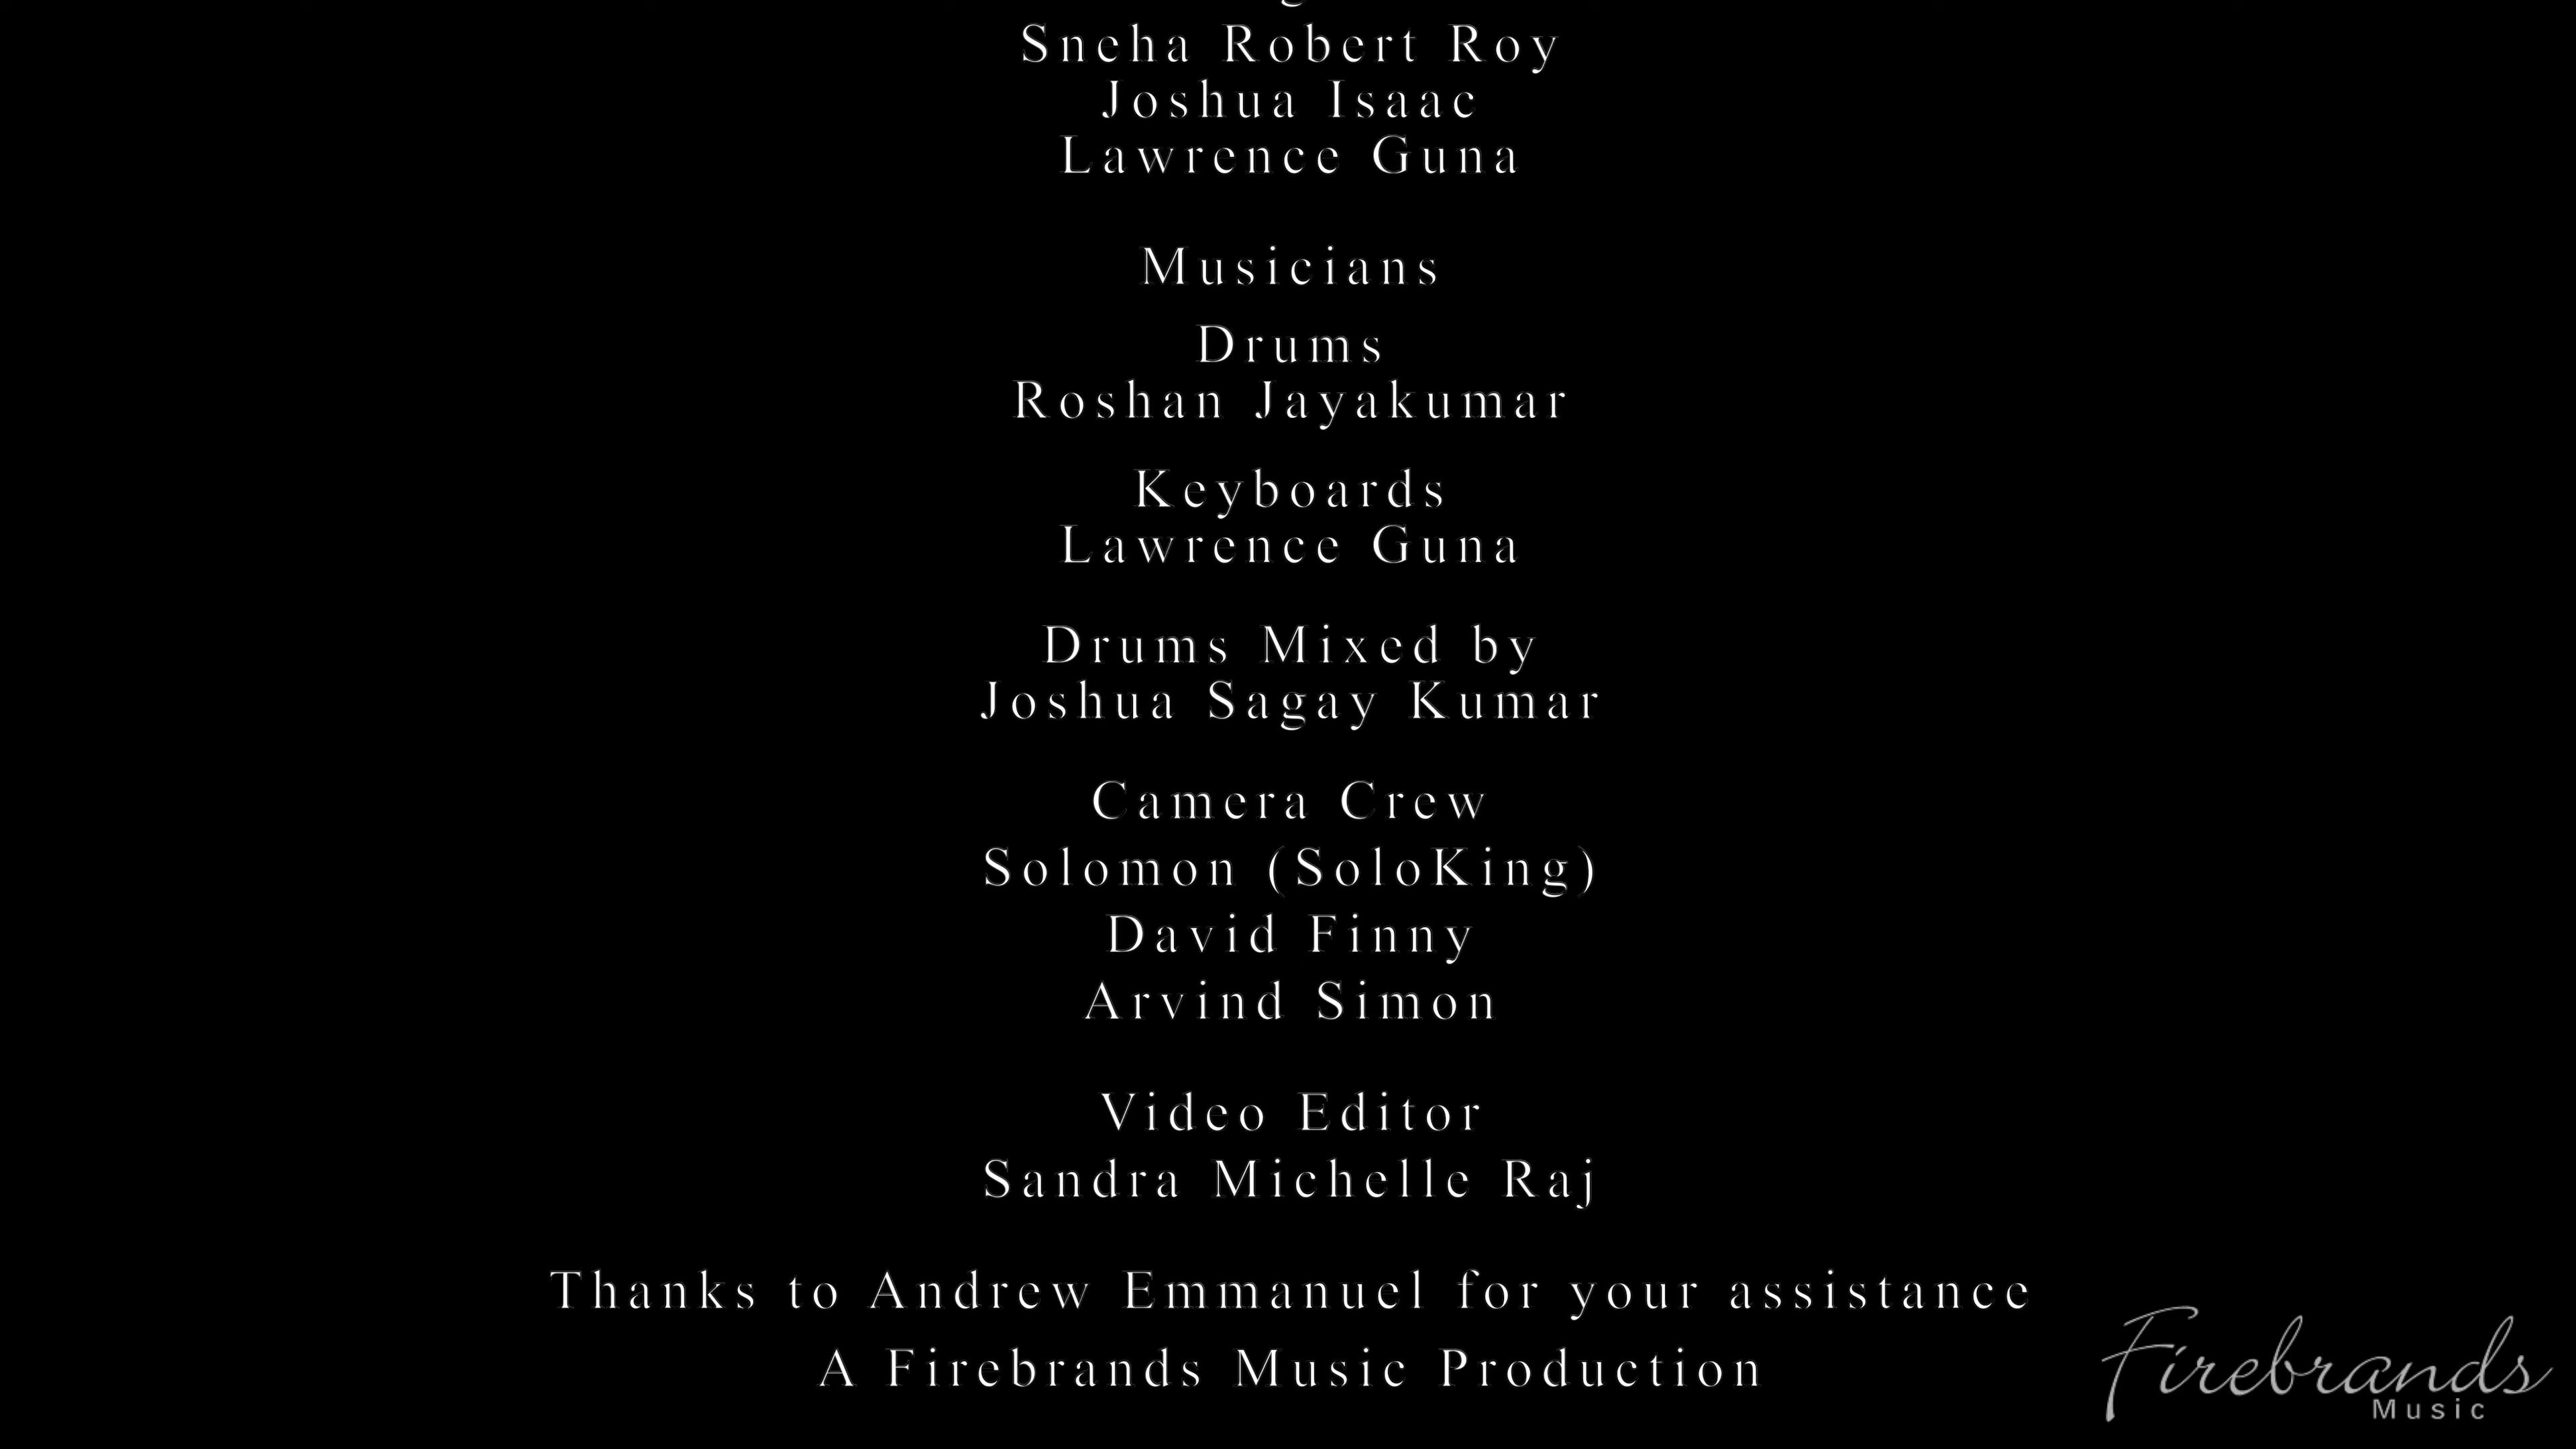 Sneha Robert Roy
Joshua Isaac
Lawrence Guna
Musicians
Drums
Roshan Jayakumar
Keyboards
Lawrence Guna
Drums Mixed by
Joshua Sagay Kumar
Camera Crew
Solomon (SoloKing)
David Finny
Arvind Simon
Video Editor
Sandra Michelle Raj
Thanks to Andrew Emmanuel for your assistance
A Firebrands Music Production
Firebrands
Music